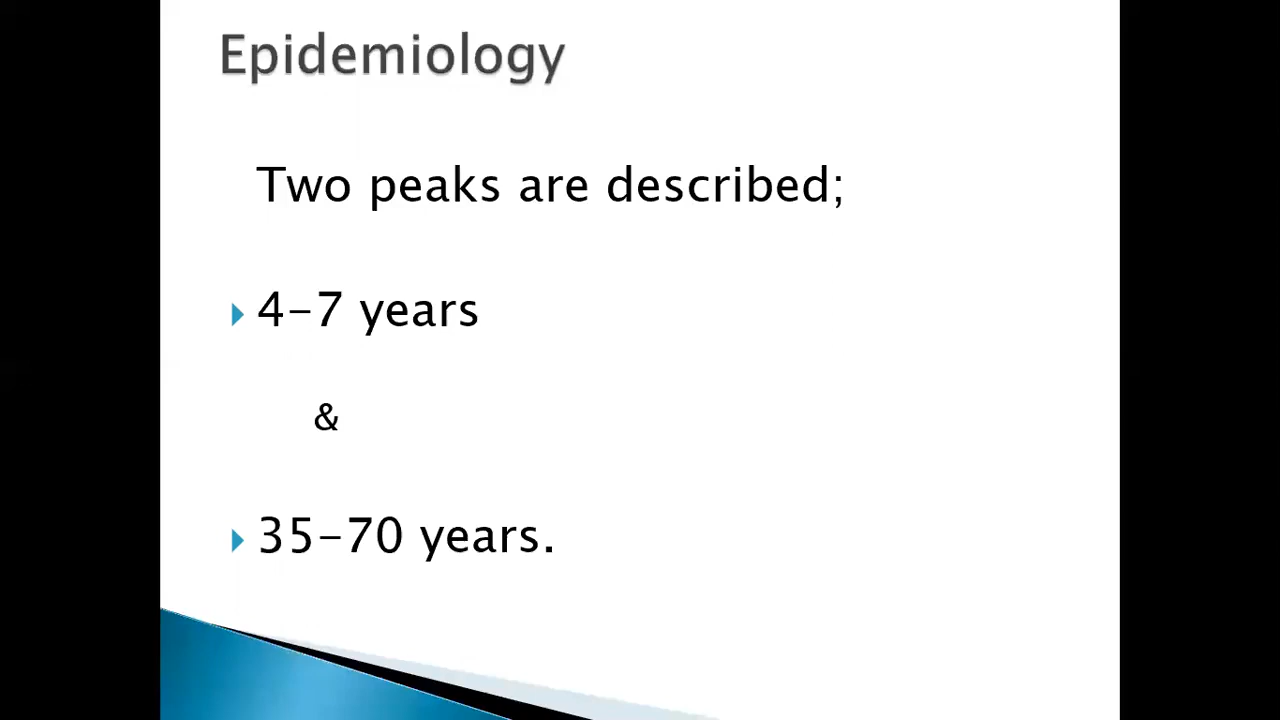 Epidemiology
Two peaks are described;
4-7 years
&
35-70 years.